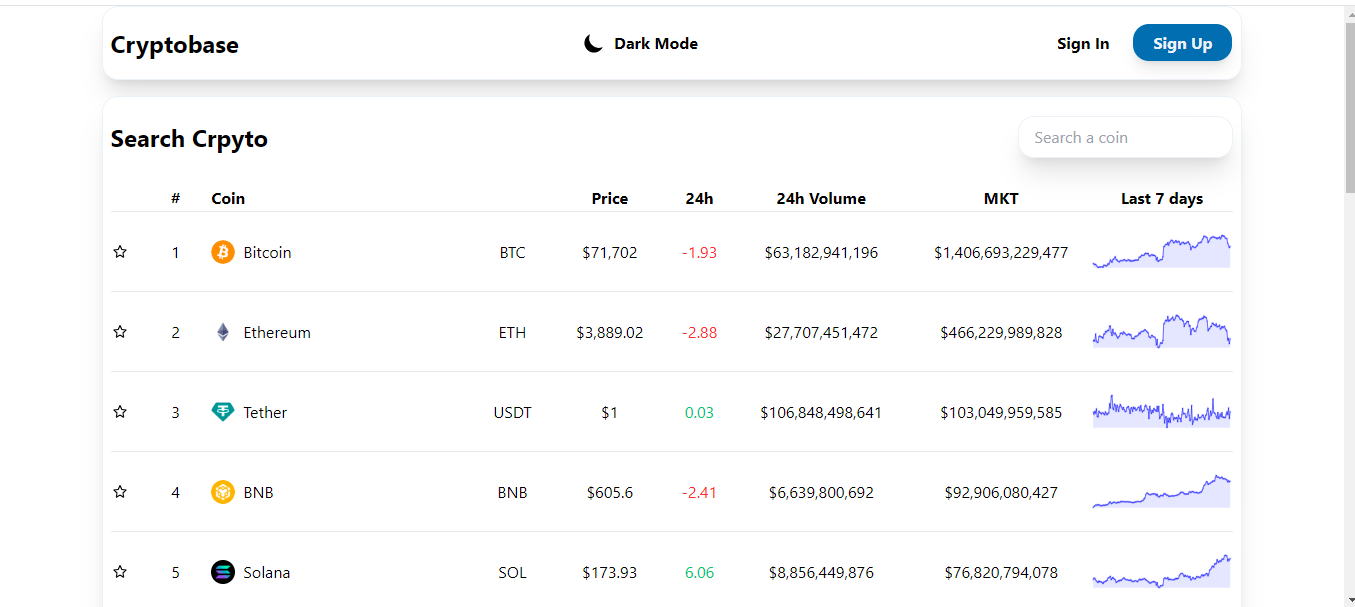 Cryptobase Dark Mode Sign In Sign Up
Search Crpyto Search a coin
# Coin Price 24h 24h Volume MKT Last 7 days
1 Bitcoin BTC $71,702 -1.93 $63,182,941,196 $1,406,693,229,477
2 Ethereum ETH $3,889.02 -2.88 $27,707,451,472 $466,229,989,828
3 Tether USDT $1 0.03 $106,848,498,641 $103,049,959,585
4 BNB BNB $605.6 -2.41 $6,639,800,692 $92,906,080,427
5 Solana SOL $173.93 6.06 $8,856,449,876 $76,820,794,078